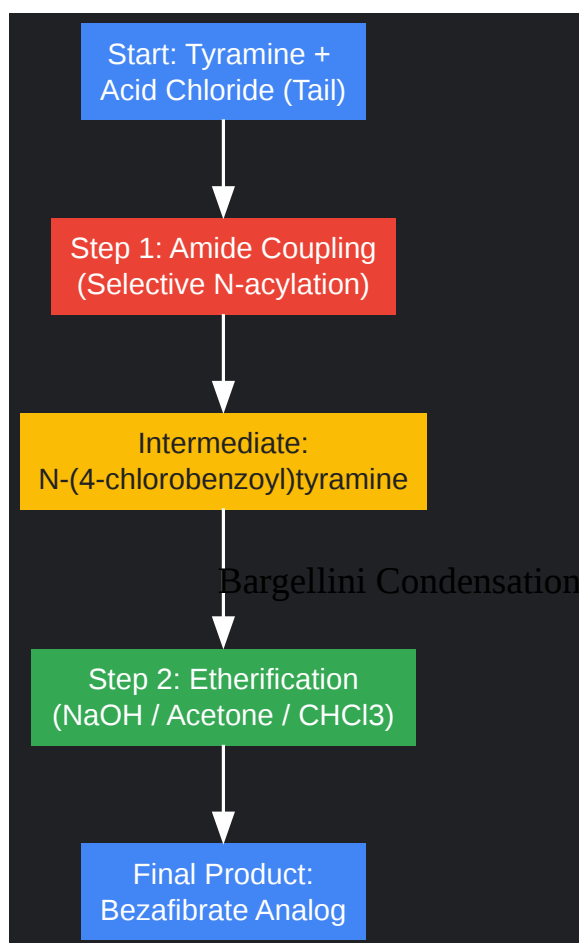 Start: Tyramine +
Acid Chloride (Tail)
Step 1: Amide Coupling
(Selective N-acylation)
Intermediate:
N-(4-chlorobenzoyl)tyramine
Bargellini Condensation
Step 2: Etherification
(NaOH / Acetone / CHCl3)
Final Product:
Bezafibrate Analog